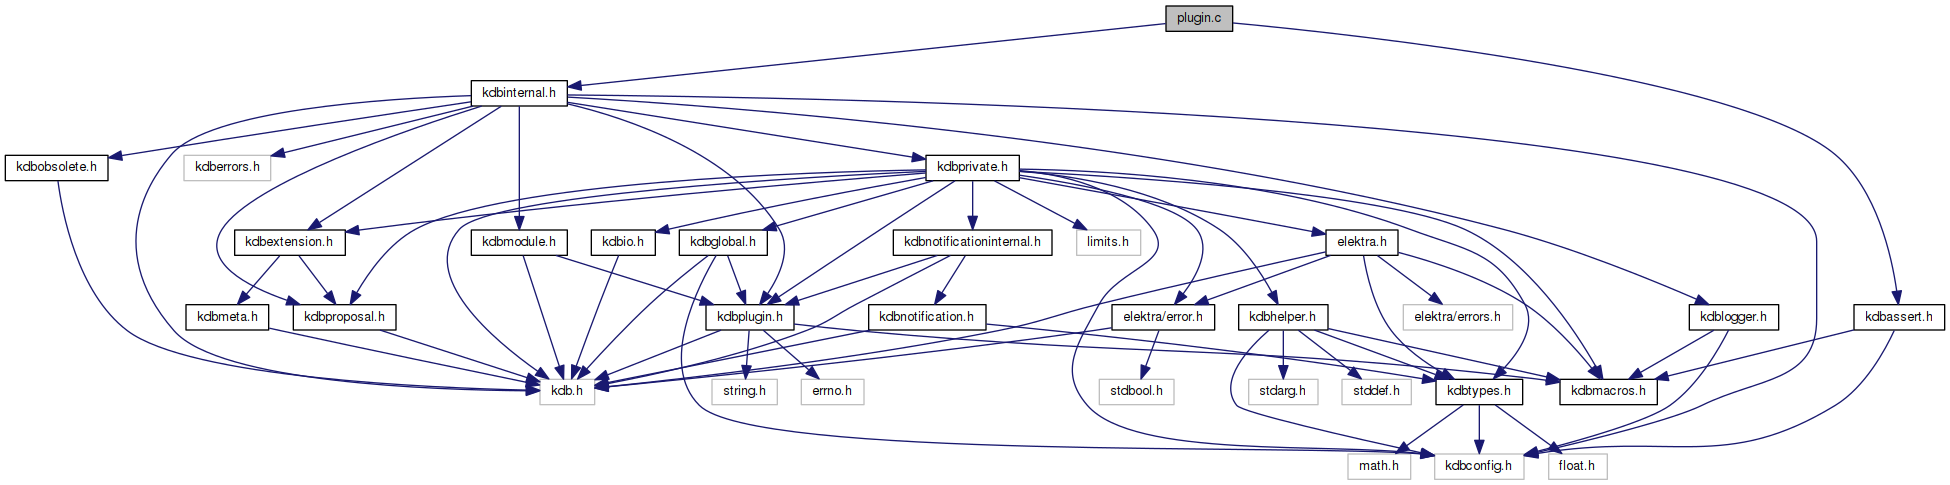 plugin.c
kdbinternal.h
kdbobsolete.h
kdberrors.h
kdbprivate.h
kdbextension.h
kdbmodule.h
kdbio.h
kdbglobal.h
kdbnotificationinternal.h
limits.h
elektra.h
kdbmeta.h
kdbproposal.h
kdbplugin.h
kdbnotification.h
elektra/error.h
kdbhelper.h
elektra/errors.h
kdblogger.h
kdbassert.h
kdb.h
string.h
errno.h
stdbool.h
stdarg.h
stddef.h
kdbtypes.h
kdbmacros.h
math.h
kdbconfig.h
float.h